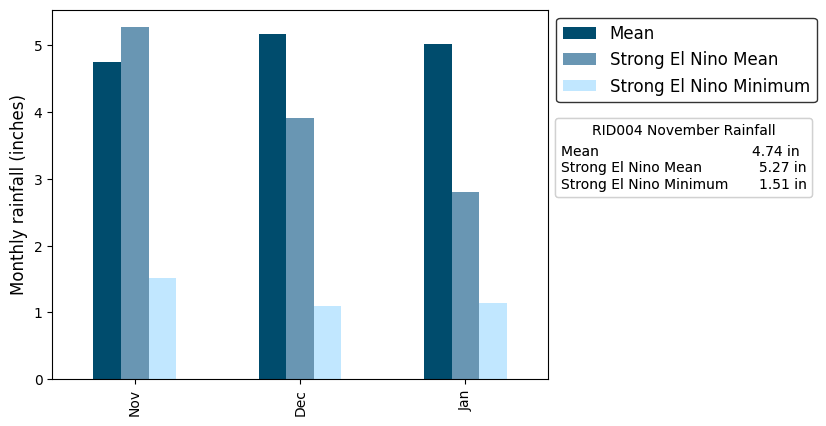 Monthly rainfall (inches)
5
4
3
2
1
0
Nov
Dec
Jan
Mean
Strong El Nino Mean
Strong El Nino Minimum
RID004 November Rainfall
Mean 4.74 in
Strong El Nino Mean 5.27 in
Strong El Nino Minimum 1.51 in